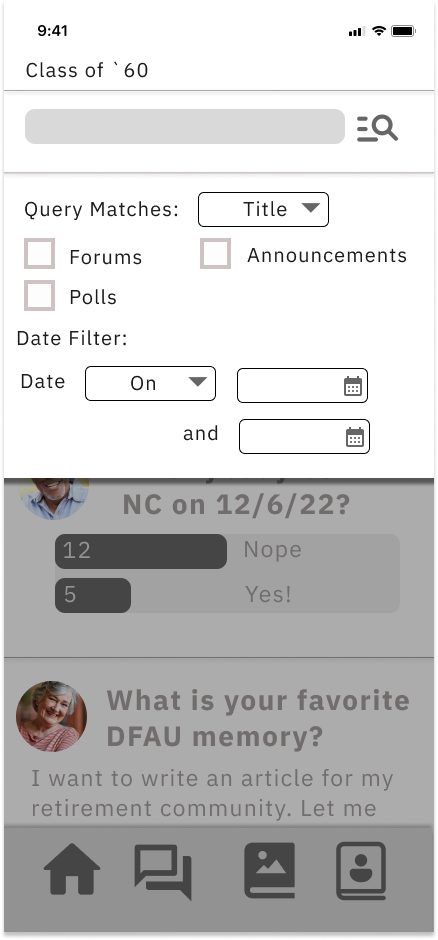 9:41
Class of `60
Query Matches: Title
Forums Announcements
Polls
Date Filter:
Date On
and
NC on 12/6/22?
12 Nope
5 Yes!
What is your favorite
DFAU memory?
I want to write an article for my
retirement community. Let me